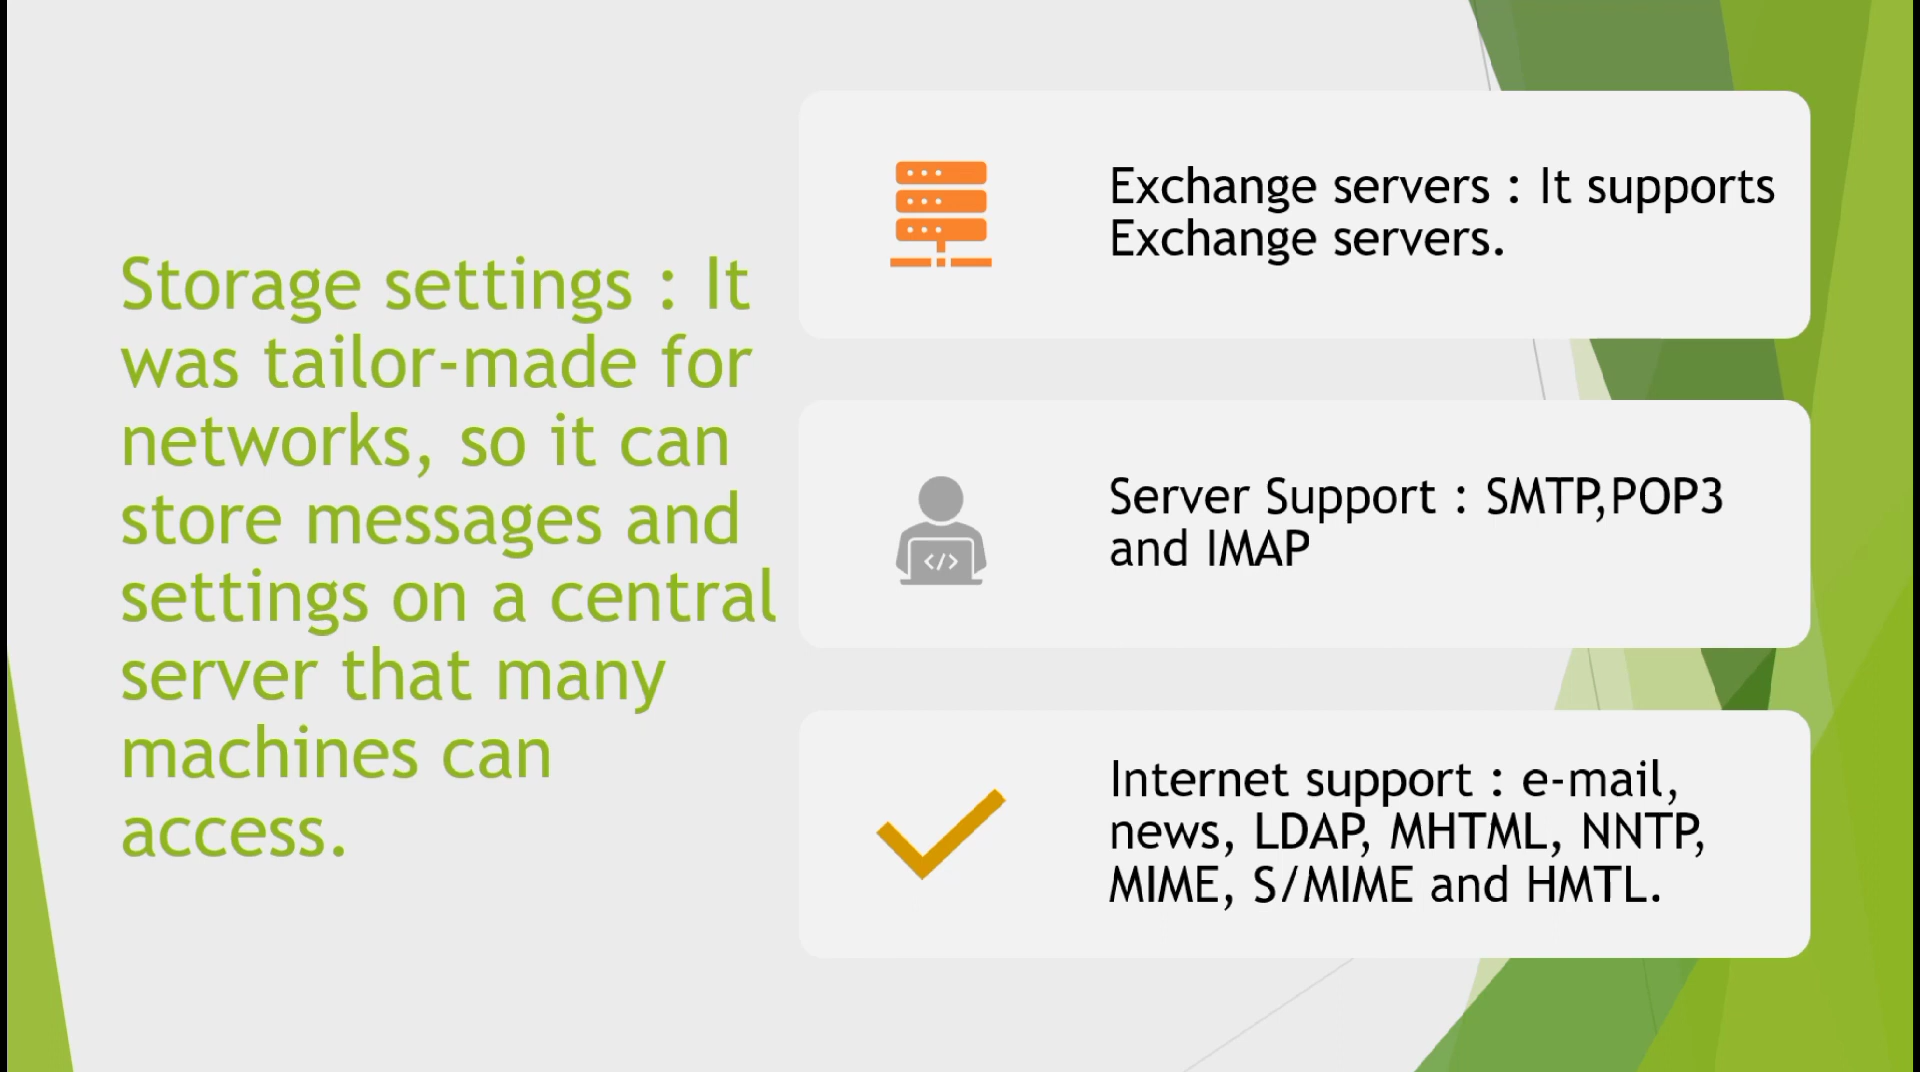 Storage settings : It
was tailor-made for
networks, so it can
store messages and
settings on a central
server that many
machines can
access.
Exchange servers : It supports
Exchange servers.
Server Support : SMTP,POP3
and IMAP
Internet support : e-mail,
news, LDAP, MHTML, NNTP,
MIME, S/MIME and HMTL.